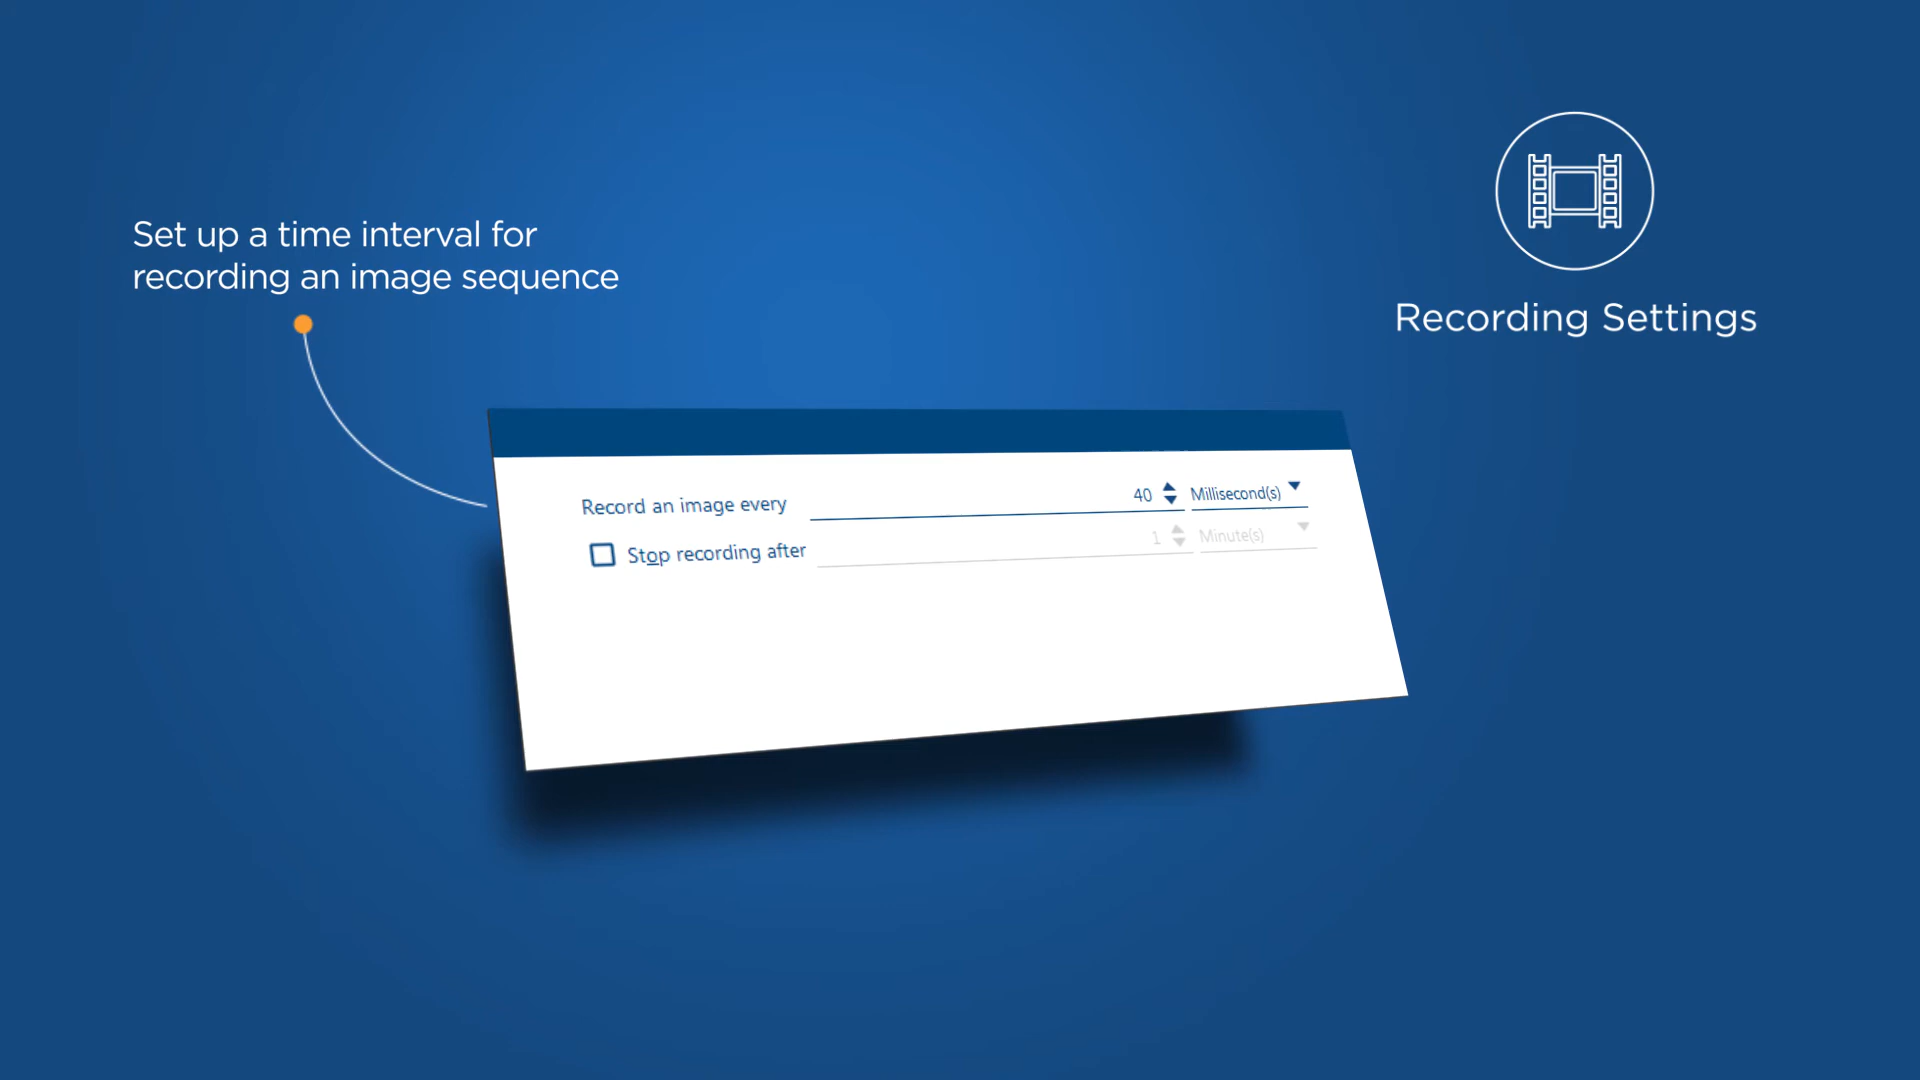 Set up a time interval for
recording an image sequence
Recording Settings
Record an image every 40 Millisecond(s)
Stop recording after 1 Minute(s)